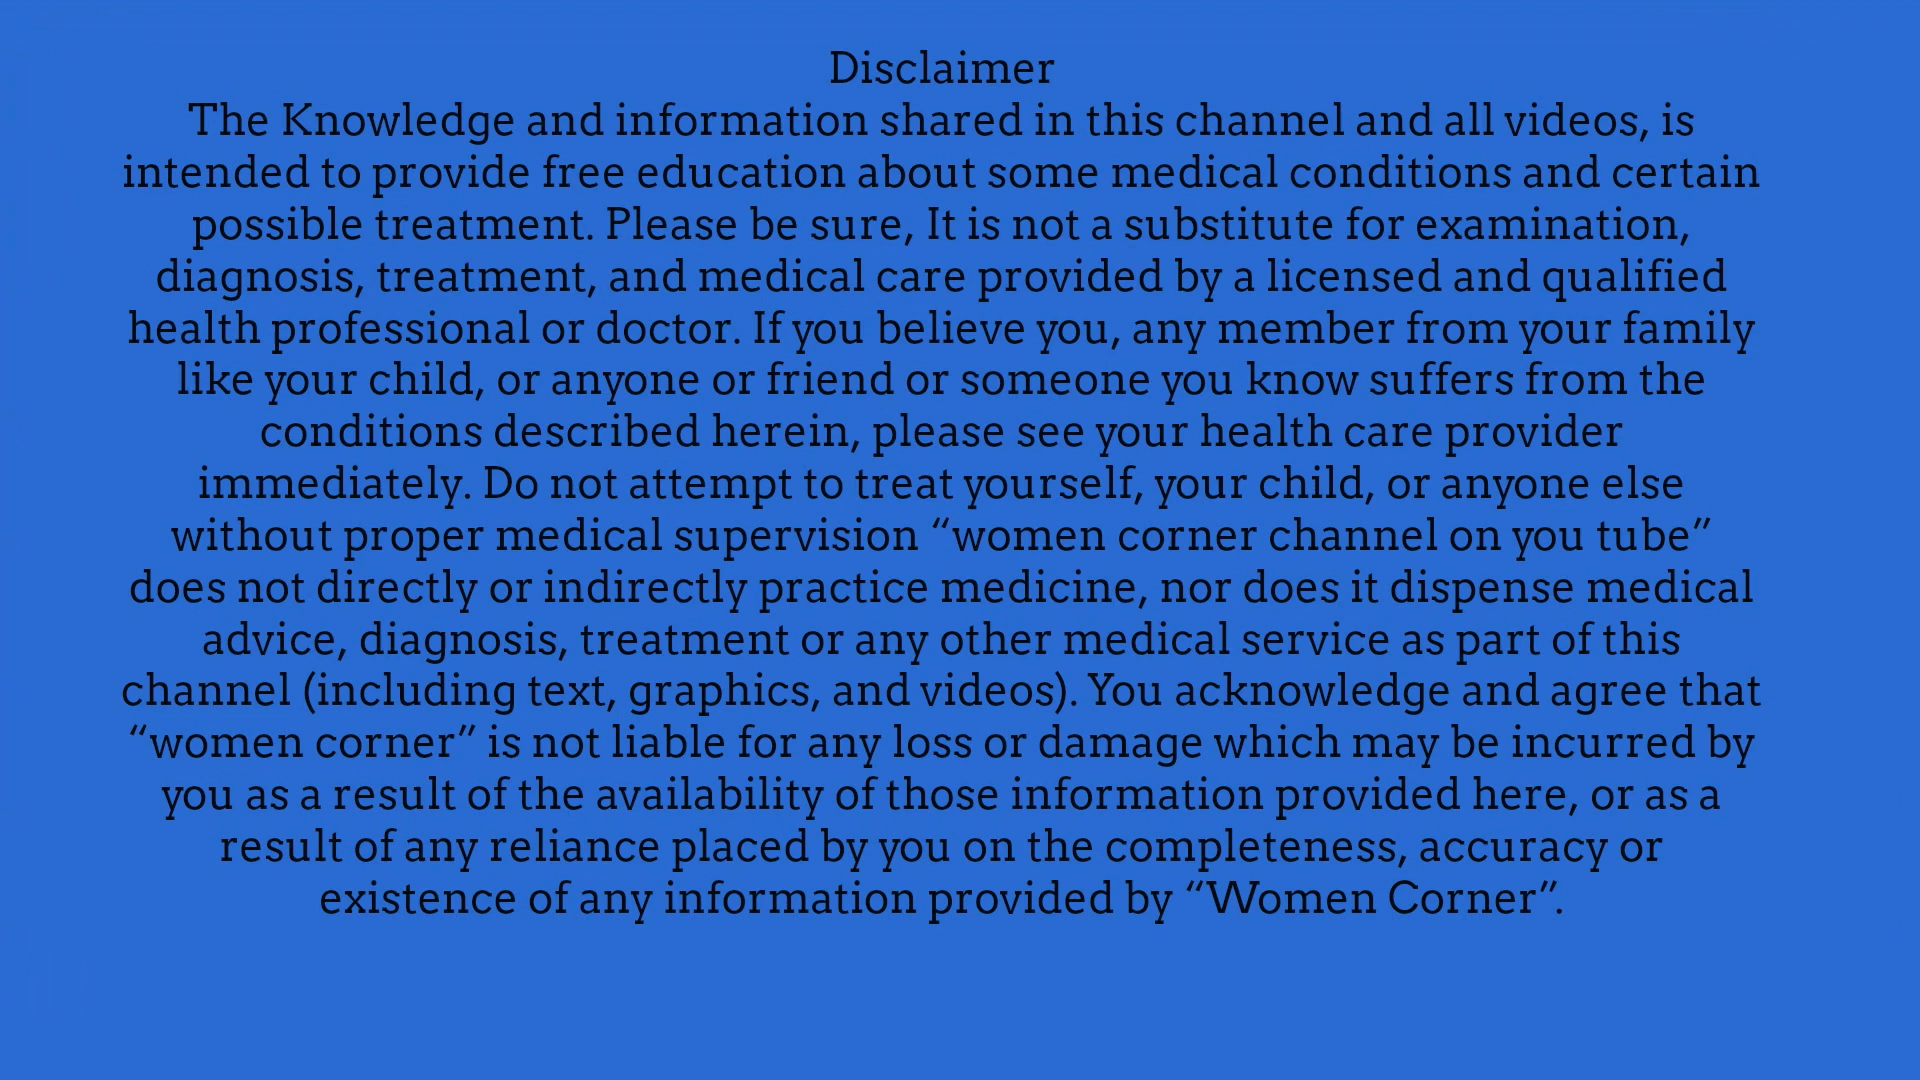 Disclaimer
The Knowledge and information shared in this channel and all videos, is
intended to provide free education about some medical conditions and certain
possible treatment. Please be sure, It is not a substitute for examination,
diagnosis, treatment, and medical care provided by a licensed and qualified
health professional or doctor. If you believe you, any member from your family
like your child, or anyone or friend or someone you know suffers from the
conditions described herein, please see your health care provider
immediately. Do not attempt to treat yourself, your child, or anyone else
without proper medical supervision “women corner channel on you tube”
does not directly or indirectly practice medicine, nor does it dispense medical
advice, diagnosis, treatment or any other medical service as part of this
channel (including text, graphics, and videos). You acknowledge and agree that
“women corner” is not liable for any loss or damage which may be incurred by
you as a result of the availability of those information provided here, or as a
result of any reliance placed by you on the completeness, accuracy or
existence of any information provided by “Women Corner”.